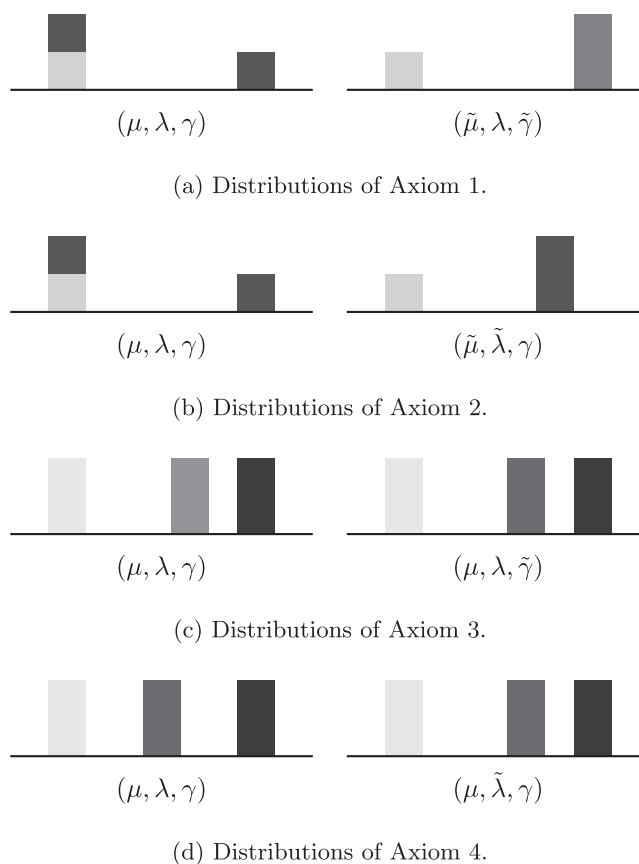 (μ, λ, γ) (μ̃, λ, γ̃)
(a) Distributions of Axiom 1.
(μ, λ, γ) (μ̃, λ̃, γ)
(b) Distributions of Axiom 2.
(μ, λ, γ) (μ, λ, γ̃)
(c) Distributions of Axiom 3.
(μ, λ, γ) (μ, λ̃, γ)
(d) Distributions of Axiom 4.